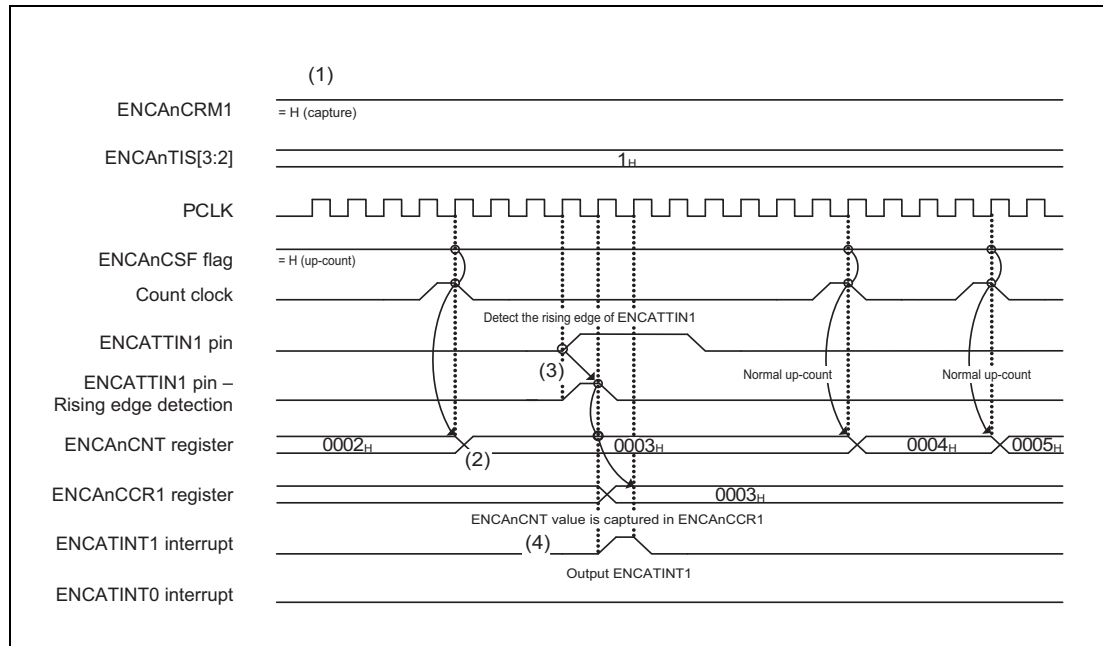 (1)
ENCAnCRM1
= H (capture)
ENCAnTIS[3:2]
1H
PCLK
ENCAnCSF flag
= H (up-count)
Count clock
Detect the rising edge of ENCATTIN1
ENCATTIN1 pin
(3)
Normal up-count
Normal up-count
ENCATTIN1 pin –
Rising edge detection
ENCAnCNT register
0002H
(2)
0003H
0004H
0005H
ENCAnCCR1 register
0003H
ENCAnCNT value is captured in ENCAnCCR1
ENCATINT1 interrupt
(4)
Output ENCATINT1
ENCATINT0 interrupt